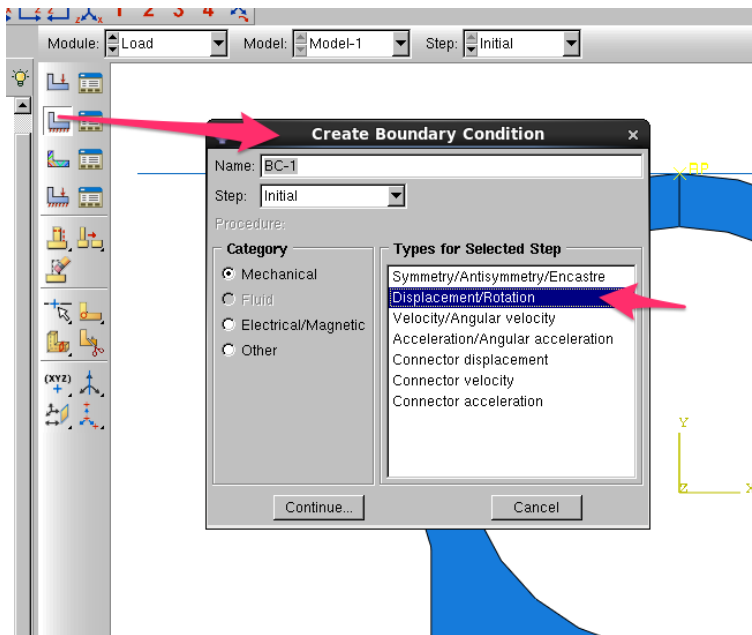 1 2 3 4
Module: Load Model: Model-1 Step: Initial
Create Boundary Condition ×
Name: BC-1
Step: Initial
Procedure:
Category
Mechanical
Fluid
Electrical/Magnetic
Other
Types for Selected Step
Symmetry/Antisymmetry/Encastre
Displacement/Rotation
Velocity/Angular velocity
Acceleration/Angular acceleration
Connector displacement
Connector velocity
Connector acceleration
Continue... Cancel
RP
(XYZ)
Y
Z X